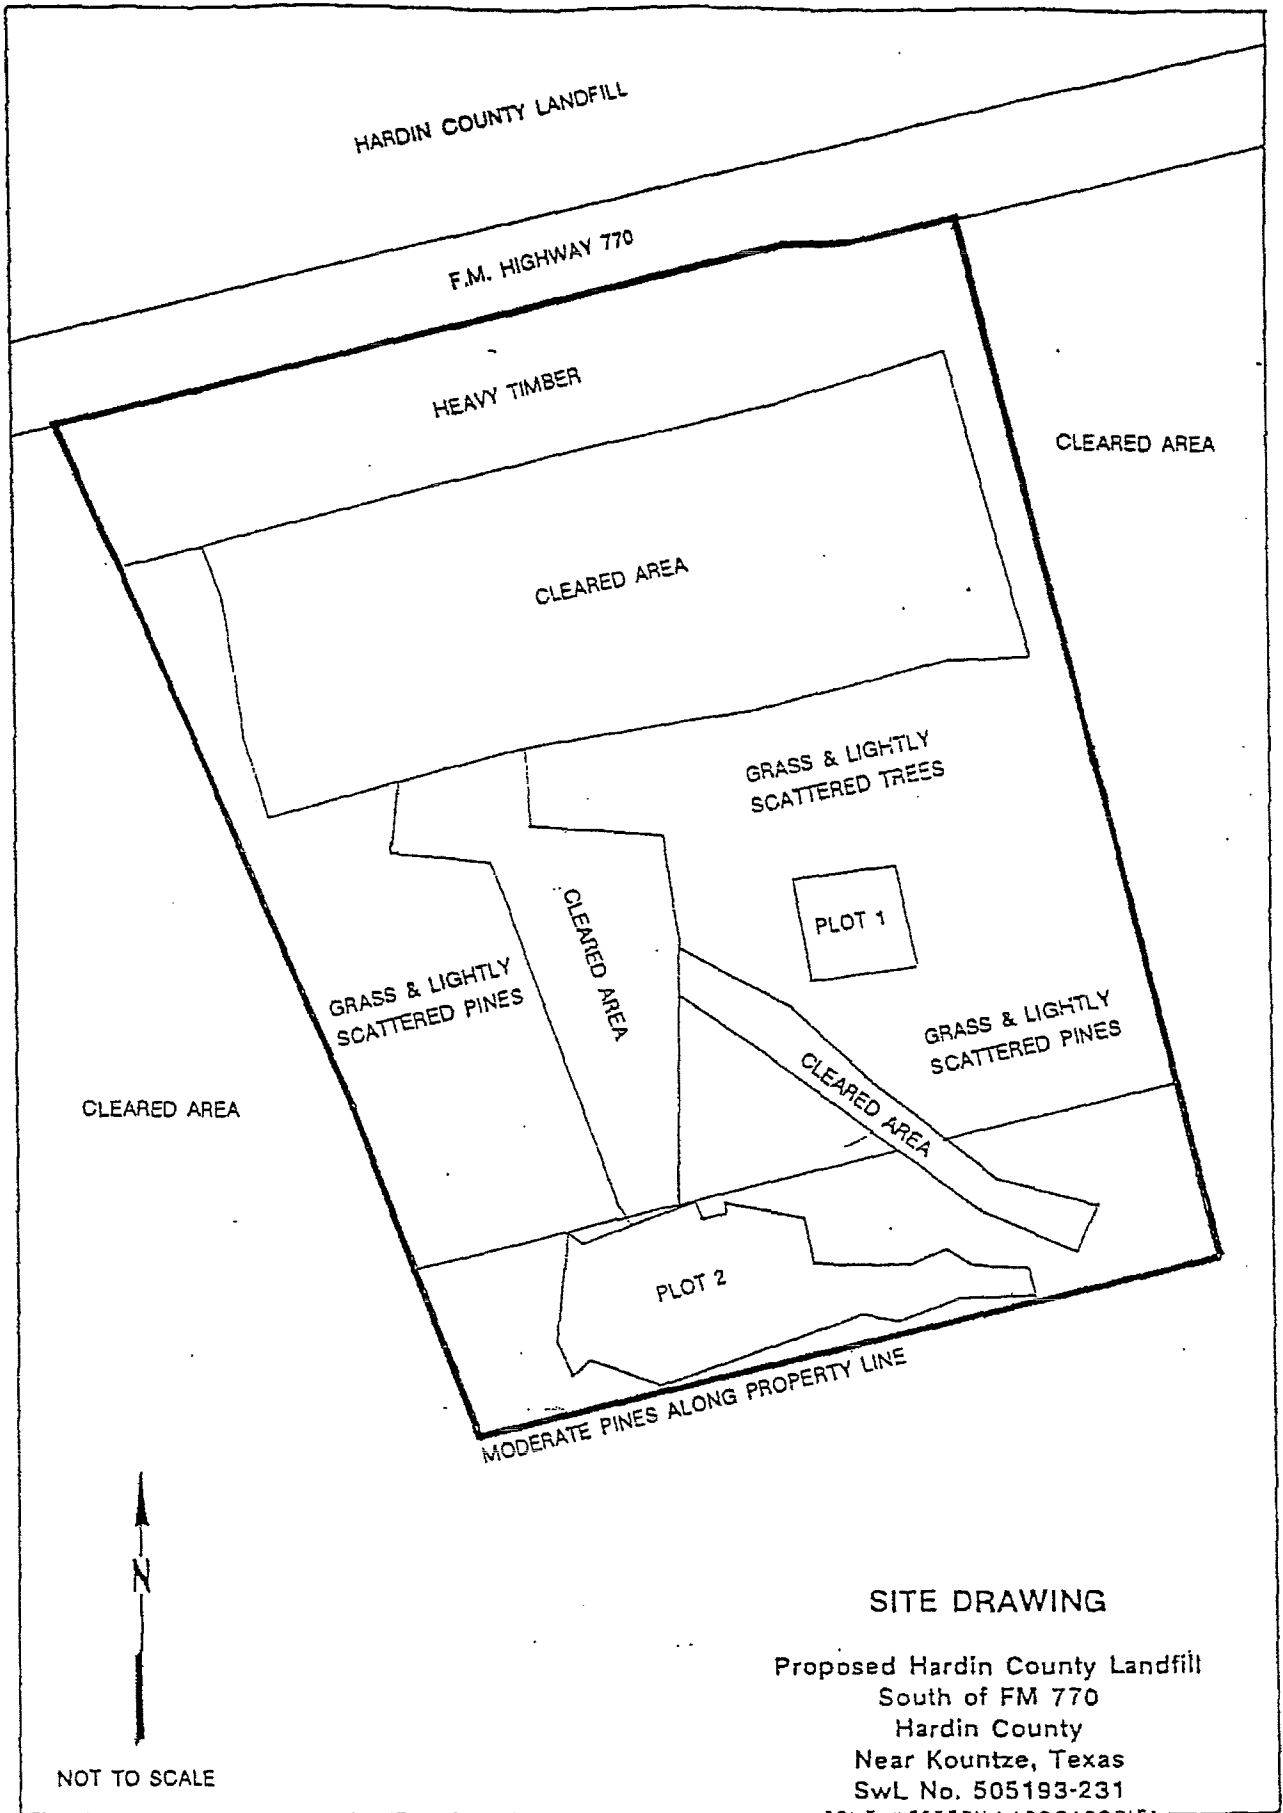 HARDIN COUNTY LANDFILL
F.M. HIGHWAY 770
HEAVY TIMBER
CLEARED AREA
CLEARED AREA
GRASS & LIGHTLY
SCATTERED TREES
PLOT 1
CLEARED AREA
GRASS & LIGHTLY
SCATTERED PINES
GRASS & LIGHTLY
SCATTERED PINES
CLEARED AREA
CLEARED AREA
PLOT 2
MODERATE PINES ALONG PROPERTY LINE
N
NOT TO SCALE
SITE DRAWING
Proposed Hardin County Landfill
South of FM 770
Hardin County
Near Kountze, Texas
SwL No. 505193-231